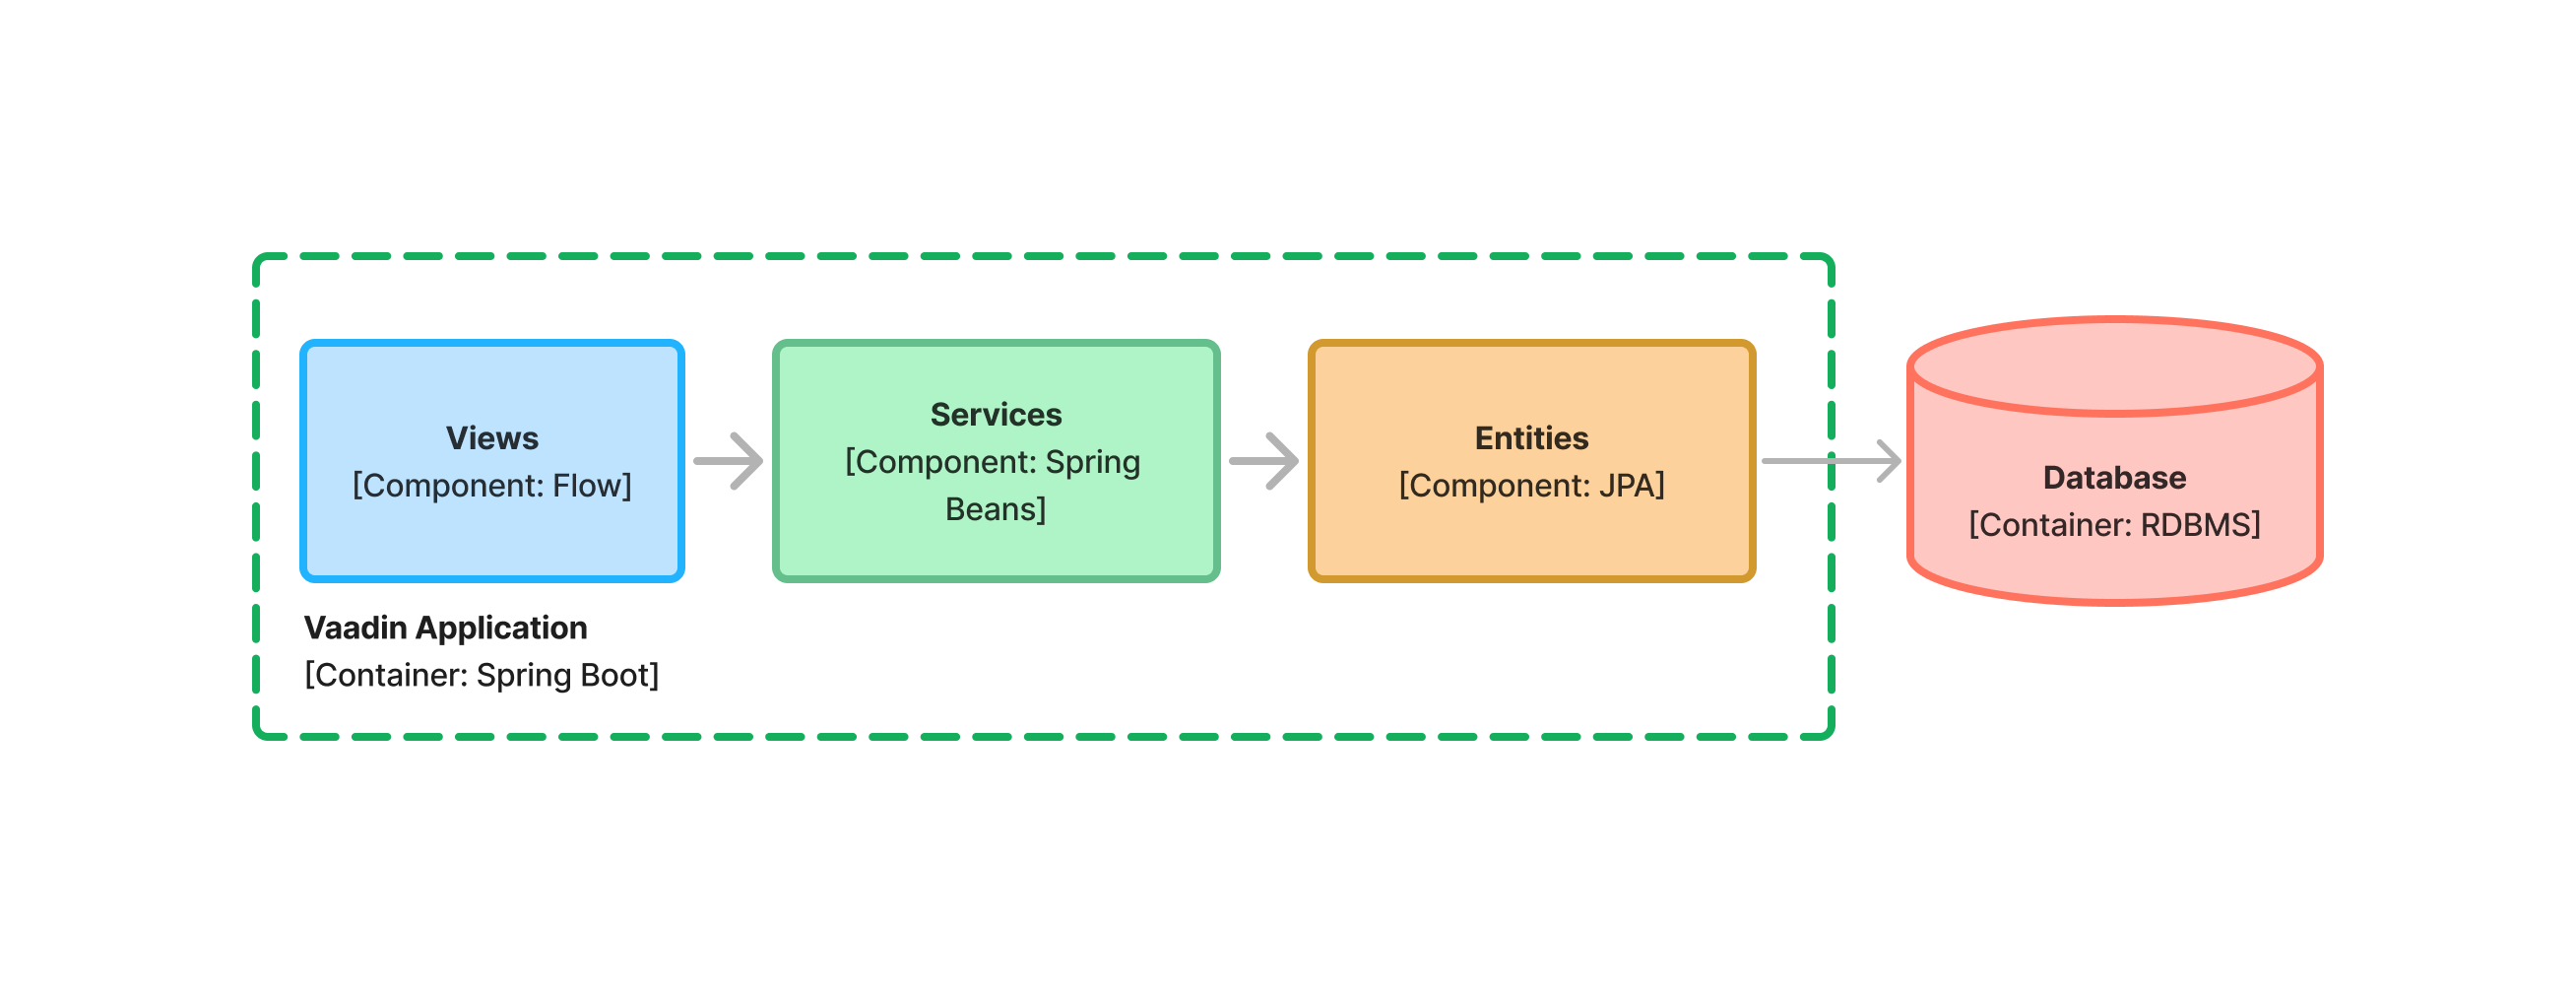 Views
[Component: Flow]
Services
[Component: Spring
Beans]
Entities
[Component: JPA]
Database
[Container: RDBMS]
Vaadin Application
[Container: Spring Boot]